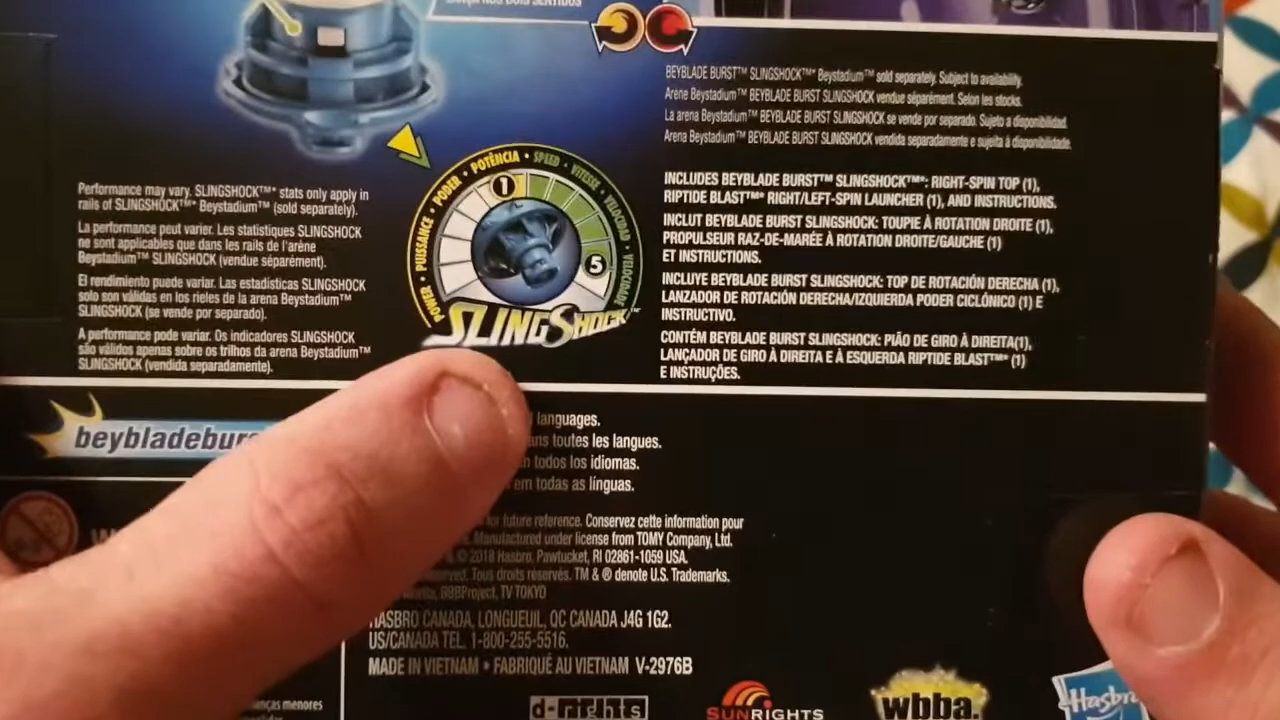 LANÇA NOS DOIS SENTIDOS
BEYBLADE BURST™ SLINGSHOCK™* Beystadium™ sold separately. Subject to availability.
Arène Beystadium™ BEYBLADE BURST SLINGSHOCK vendue séparément. Selon les stocks.
La arena Beystadium™ BEYBLADE BURST SLINGSHOCK se vende por separado. Sujeto a disponibilidad.
Arena Beystadium™ BEYBLADE BURST SLINGSHOCK vendida separadamente e sujeita à disponibilidade.
Performance may vary. SLINGSHOCK™* stats only apply in
rails of SLINGSHOCK™* Beystadium™ (sold separately).
La performance peut varier. Les statistiques SLINGSHOCK
ne sont applicables que dans les rails de l'arène
Beystadium™ SLINGSHOCK (vendue séparément).
El rendimiento puede variar. Las estadísticas SLINGSHOCK
solo son válidas en los rieles de la arena Beystadium™
SLINGSHOCK (se vende por separado).
A performance pode variar. Os indicadores SLINGSHOCK
são válidos apenas sobre os trilhos da arena Beystadium™
SLINGSHOCK (vendida separadamente).
POWER • PUISSANCE • PODER • POTÊNCIA • SPEED • VITESSE • VELOCIDAD • VELOCIDADE
1
5
SLINGSHOCK™
INCLUDES BEYBLADE BURST™ SLINGSHOCK™*: RIGHT-SPIN TOP (1),
RIPTIDE BLAST™* RIGHT/LEFT-SPIN LAUNCHER (1), AND INSTRUCTIONS.
INCLUT BEYBLADE BURST SLINGSHOCK: TOUPIE À ROTATION DROITE (1),
PROPULSEUR RAZ-DE-MARÉE À ROTATION DROITE/GAUCHE (1)
ET INSTRUCTIONS.
INCLUYE BEYBLADE BURST SLINGSHOCK: TOP DE ROTACIÓN DERECHA (1),
LANZADOR DE ROTACIÓN DERECHA/IZQUIERDA PODER CICLÓNICO (1) E
INSTRUCTIVO.
CONTÉM BEYBLADE BURST SLINGSHOCK: PIÃO DE GIRO À DIREITA(1),
LANÇADOR DE GIRO À DIREITA E À ESQUERDA RIPTIDE BLAST™* (1)
E INSTRUÇÕES.
beybladebur
languages.
ans toutes les langues.
n todos los idiomas.
em todas as línguas.
for future reference. Conservez cette information pour
Manufactured under license from TOMY Company, Ltd.
© 2018 Hasbro, Pawtucket, RI 02861-1059 USA.
Tous droits réservés. TM & ® denote U.S. Trademarks.
BBBProject, TV TOKYO
HASBRO CANADA, LONGUEUIL, QC CANADA J4G 1G2.
US/CANADA TEL. 1-800-255-5516.
MADE IN VIETNAM • FABRIQUÉ AU VIETNAM V-2976B
menores
d-rights
SUNRIGHTS
wbba.
Hasbro